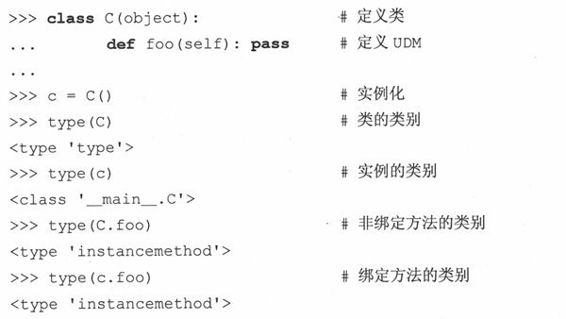 >>> class C(object):                # 定义类
...     def foo(self): pass         # 定义 UDM
...
>>> c = C()                         # 实例化
>>> type(C)                         # 类的类别
<type 'type'>
>>> type(c)                         # 实例的类别
<class '__main__.C'>
>>> type(C.foo)                     # 非绑定方法的类别
<type 'instancemethod'>
>>> type(c.foo)                     # 绑定方法的类别
<type 'instancemethod'>